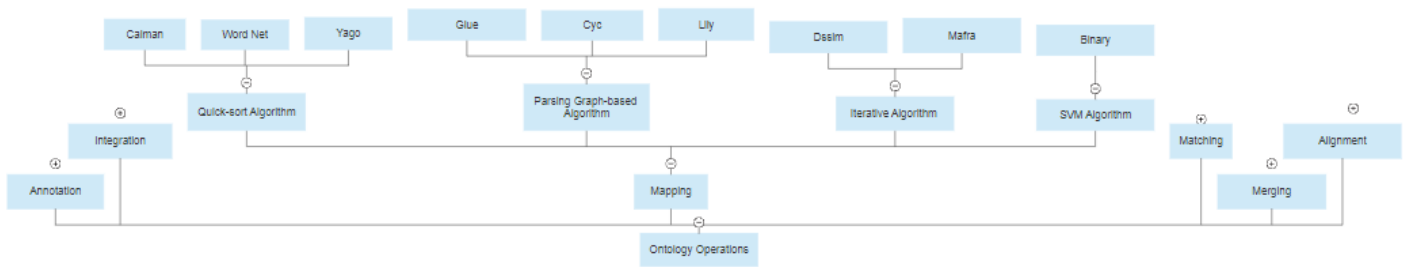 Caiman
Word Net
Yago
Glue
Cyc
Lily
Dssim
Mafra
Binary
Quick-sort Algorithm
Parsing Graph-based
Algorithm
Iterative Algorithm
SVM Algorithm
Integration
Matching
Alignment
Annotation
Mapping
Merging
Ontology Operations